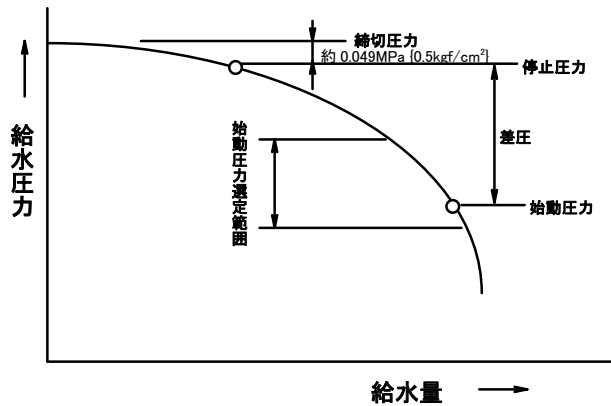 締切圧力
約 0.049MPa {0.5kgf/cm²}
停止圧力
差圧
始動圧力選定範囲
始動圧力
給水圧力
給水量